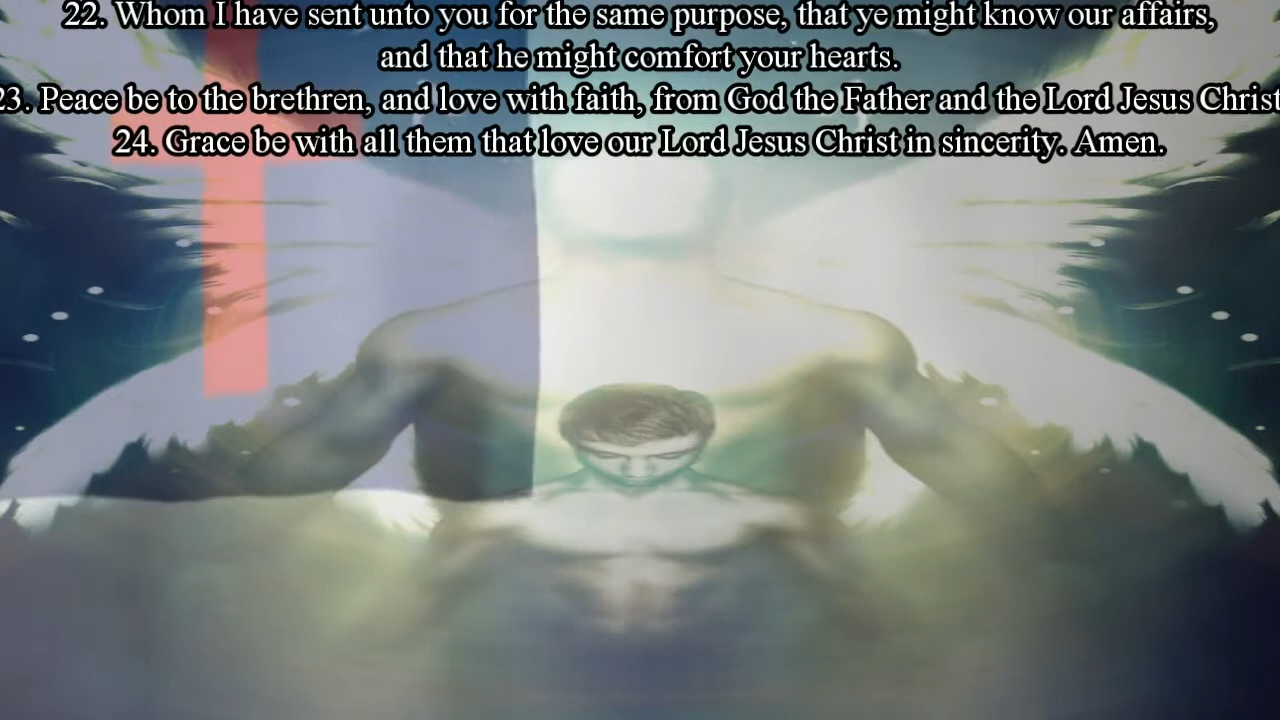 22. Whom I have sent unto you for the same purpose, that ye might know our affairs,
and that he might comfort your hearts.
23. Peace be to the brethren, and love with faith, from God the Father and the Lord Jesus Christ
24. Grace be with all them that love our Lord Jesus Christ in sincerity. Amen.